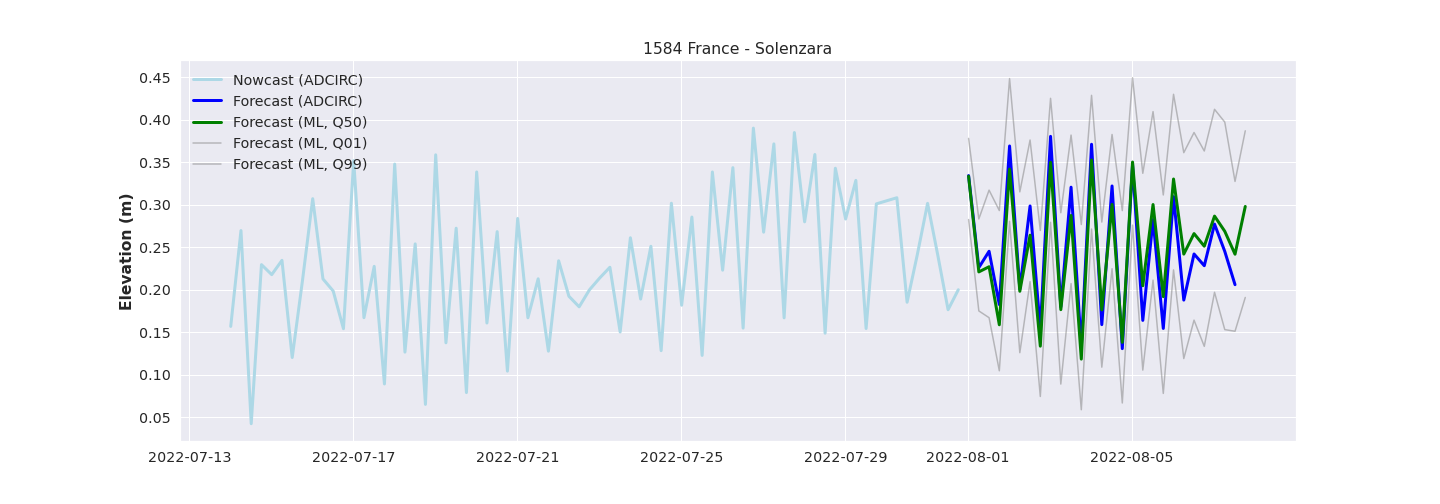 1584 France - Solenzara
Nowcast (ADCIRC)
Forecast (ADCIRC)
Forecast (ML, Q50)
Forecast (ML, Q01)
Forecast (ML, Q99)
Elevation (m)
0.45
0.40
0.35
0.30
0.25
0.20
0.15
0.10
0.05
2022-07-13 2022-07-17 2022-07-21 2022-07-25 2022-07-29 2022-08-01 2022-08-05